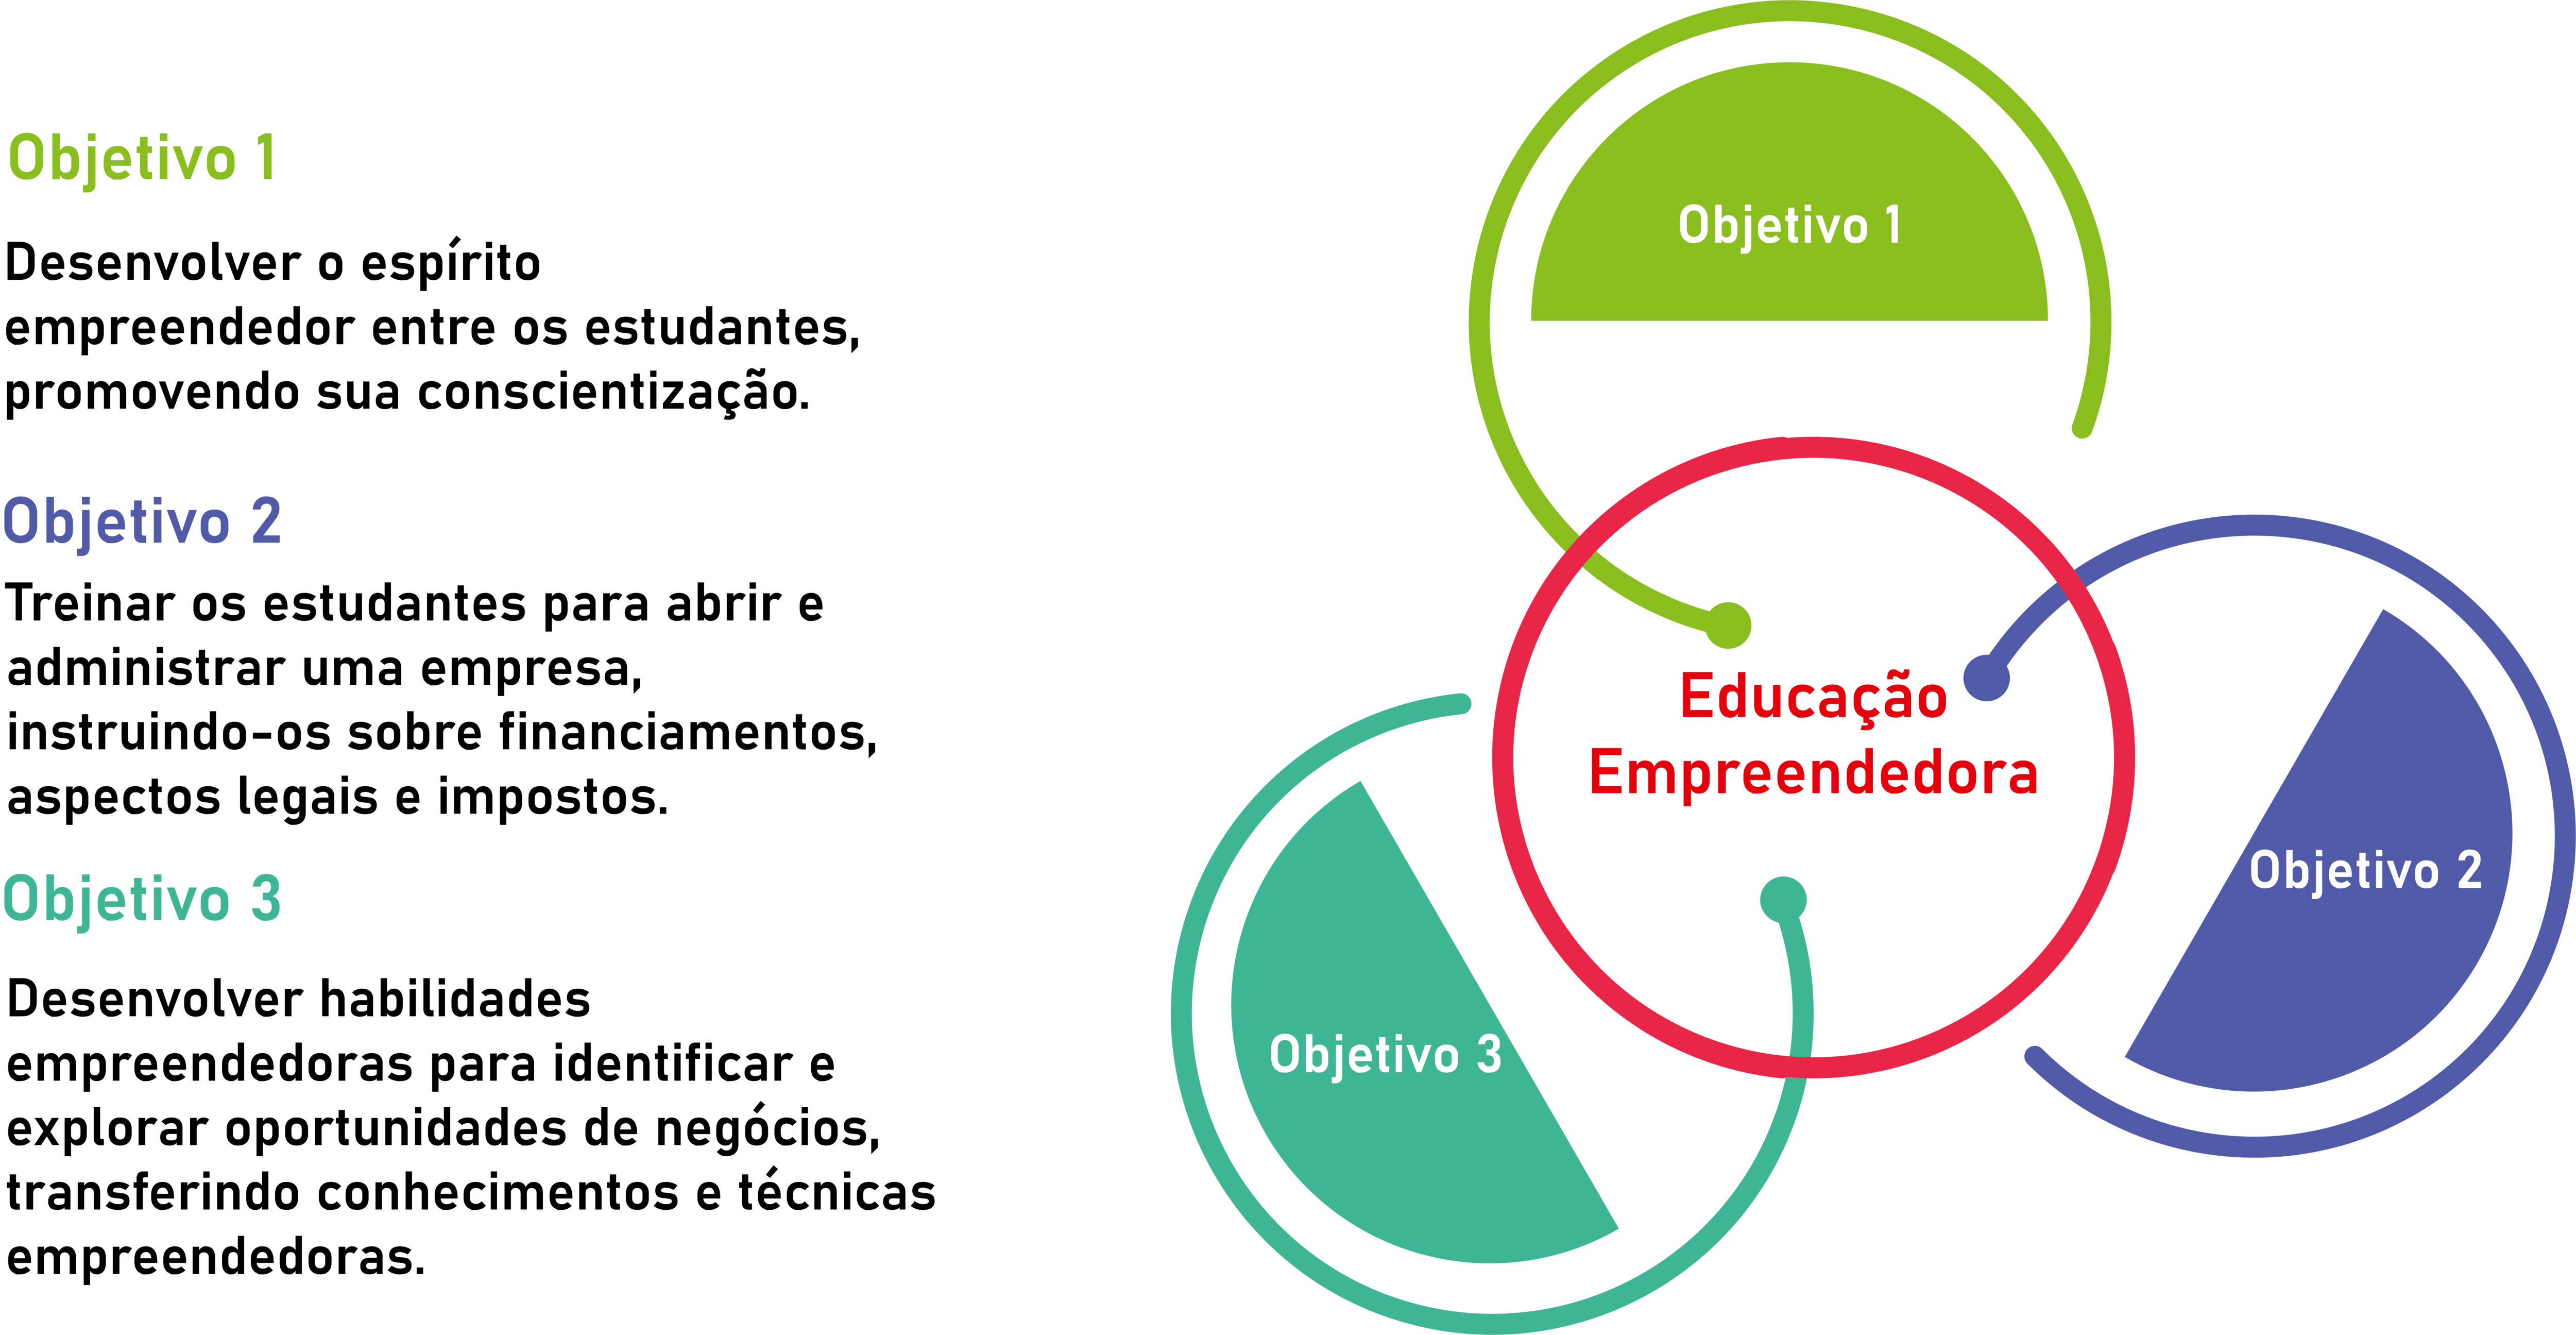 Objetivo 1
Desenvolver o espírito
empreendedor entre os estudantes,
promovendo sua conscientização.
Objetivo 2
Treinar os estudantes para abrir e
administrar uma empresa,
instruindo-os sobre financiamentos,
aspectos legais e impostos.
Objetivo 3
Desenvolver habilidades
empreendedoras para identificar e
explorar oportunidades de negócios,
transferindo conhecimentos e técnicas
empreendedoras.
Objetivo 1
Educação
Empreendedora
Objetivo 2
Objetivo 3